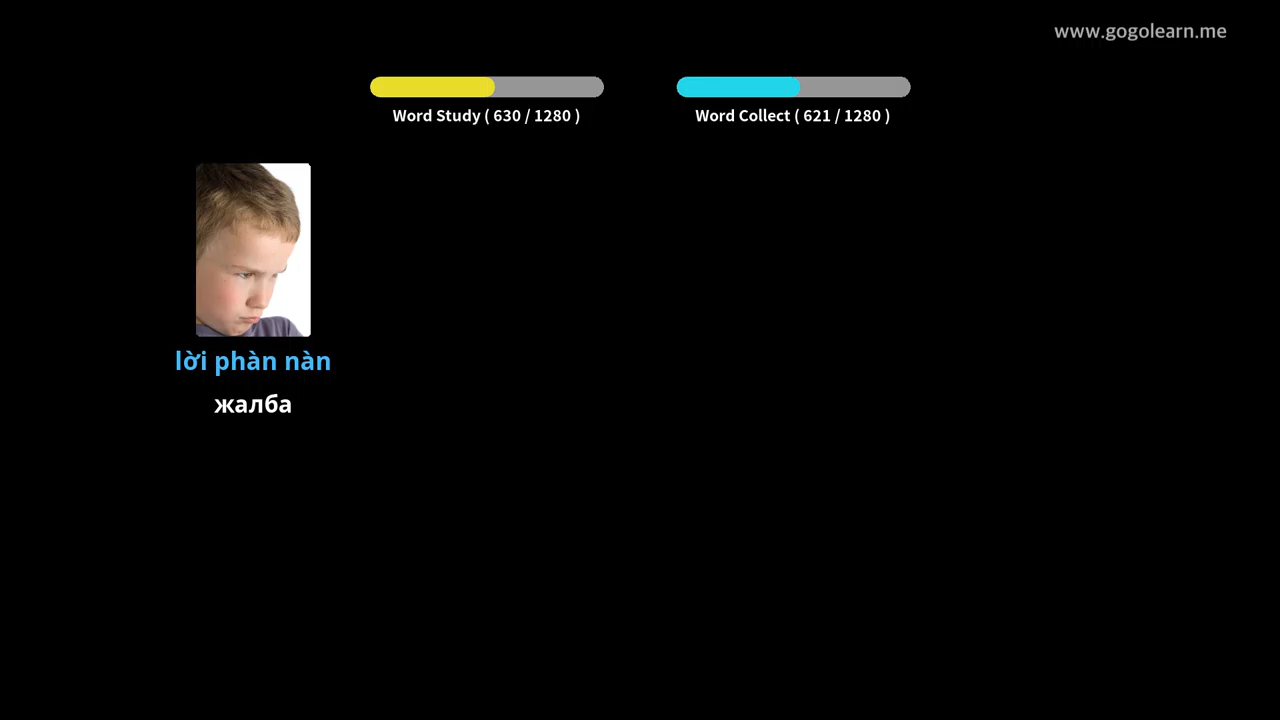 www.gogolearn.me
Word Study ( 630 / 1280 )
Word Collect ( 621 / 1280 )
lời phàn nàn
жалба